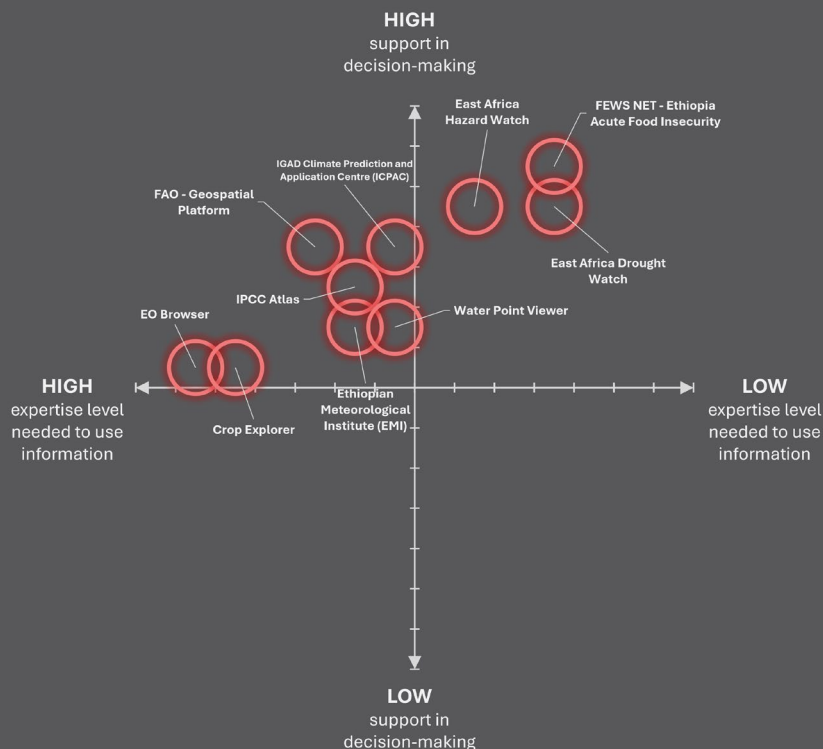 HIGH
support in
decision-making
East Africa
Hazard Watch
FEWS NET - Ethiopia
Acute Food Insecurity
IGAD Climate Prediction and
Application Centre (ICPAC)
FAO - Geospatial
Platform
East Africa Drought
Watch
IPCC Atlas
EO Browser
Water Point Viewer
HIGH
expertise level
needed to use
information
LOW
expertise level
needed to use
information
Ethiopian
Meteorological
Institute (EMI)
Crop Explorer
LOW
support in
decision-making